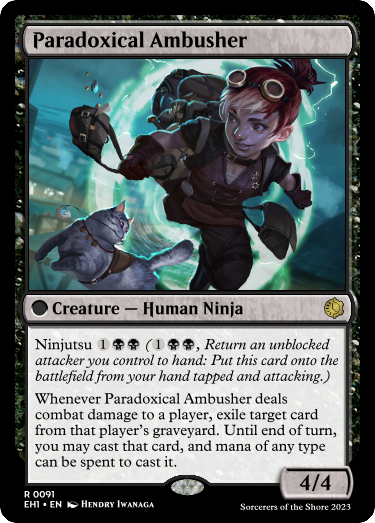 Paradoxical Ambusher
Creature — Human Ninja
Ninjutsu 1 (1, Return an unblocked
attacker you control to hand: Put this card onto the
battlefield from your hand tapped and attacking.)
Whenever Paradoxical Ambusher deals
combat damage to a player, exile target card
from that player's graveyard. Until end of turn,
you may cast that card, and mana of any type
can be spent to cast it.
4/4
R 0091
EH1 • EN Hendry Iwanaga
Sorcerers of the Shore 2023